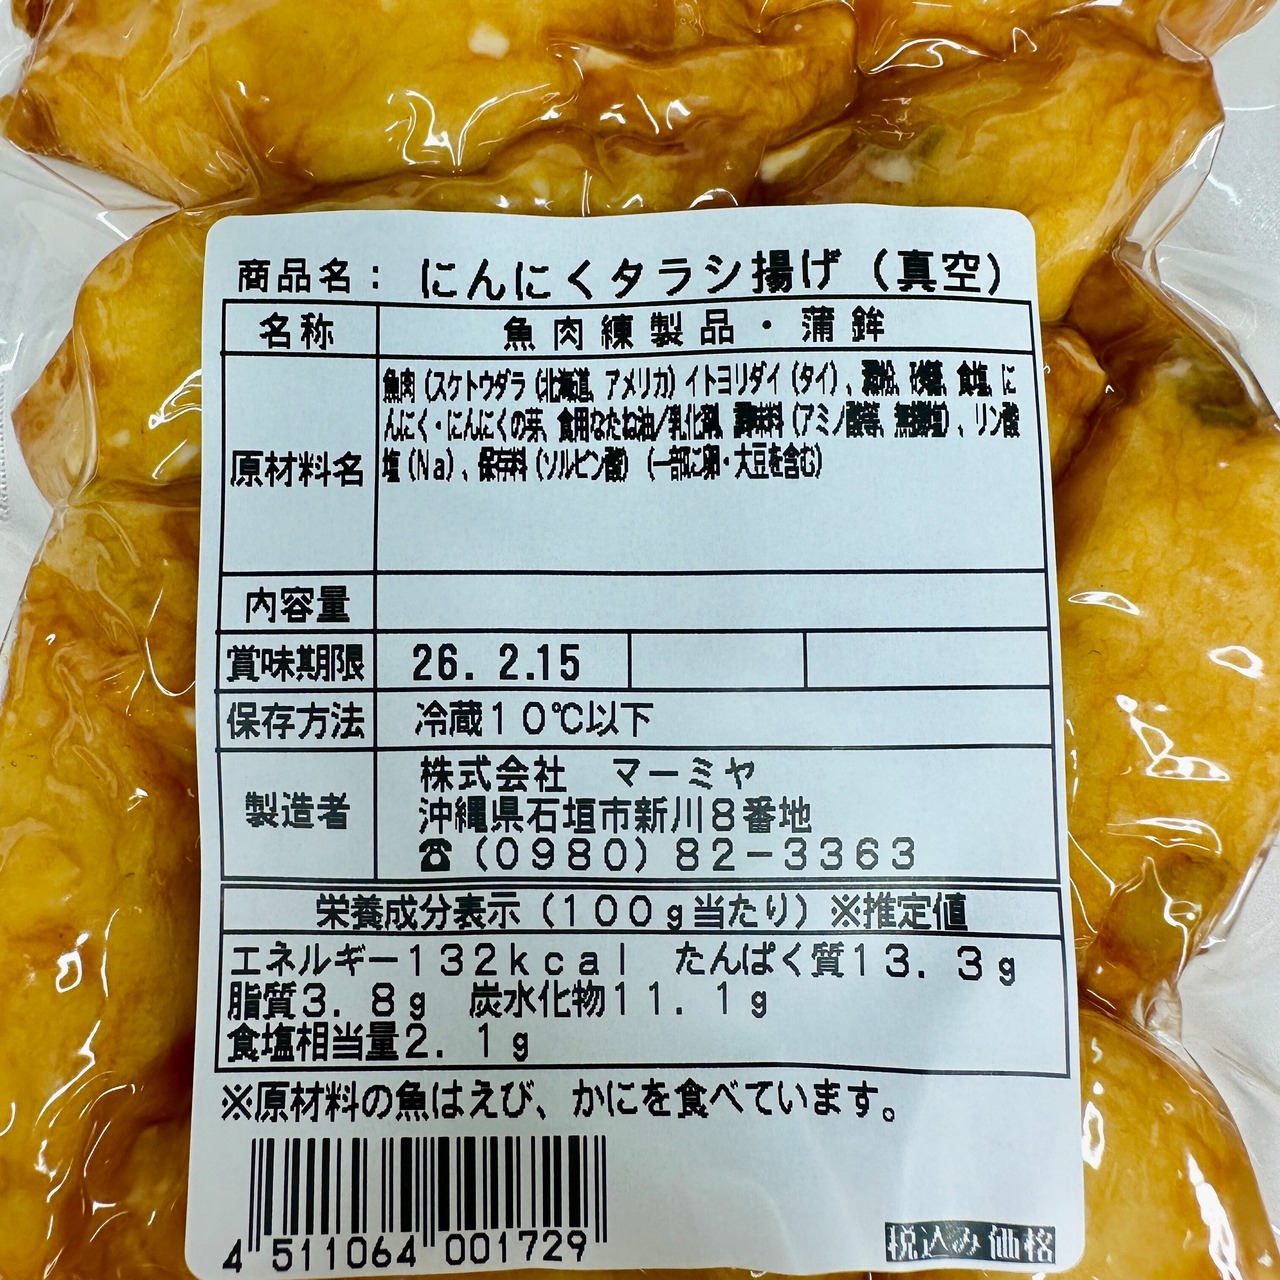 商品名： にんにくタラシ揚げ（真空）
名称 魚肉練製品・蒲鉾
原材料名 魚肉（スケトウダラ（北海道、アメリカ）イトヨリダイ（タイ）、澱粉、砂糖、食塩、に
んにく・にんにくの芽、食用なたね油／乳化剤、調味料（アミノ酸等、無機塩）、リン酸
塩（Na）、保存料（ソルビン酸）（一部に卵・大豆を含む）
内容量
賞味期限 26. 2.15
保存方法 冷蔵１０℃以下
製造者 株式会社　マーミヤ
沖縄県石垣市新川８番地
☎（０９８０）８２－３３６３
栄養成分表示（１００ｇ当たり）※推定値
エネルギー１３２ｋｃａｌ　たんぱく質１３．３ｇ
脂質３．８ｇ　炭水化物１１．１ｇ
食塩相当量２．１ｇ
※原材料の魚はえび、かにを食べています。
4 511064 001729
税込み価格